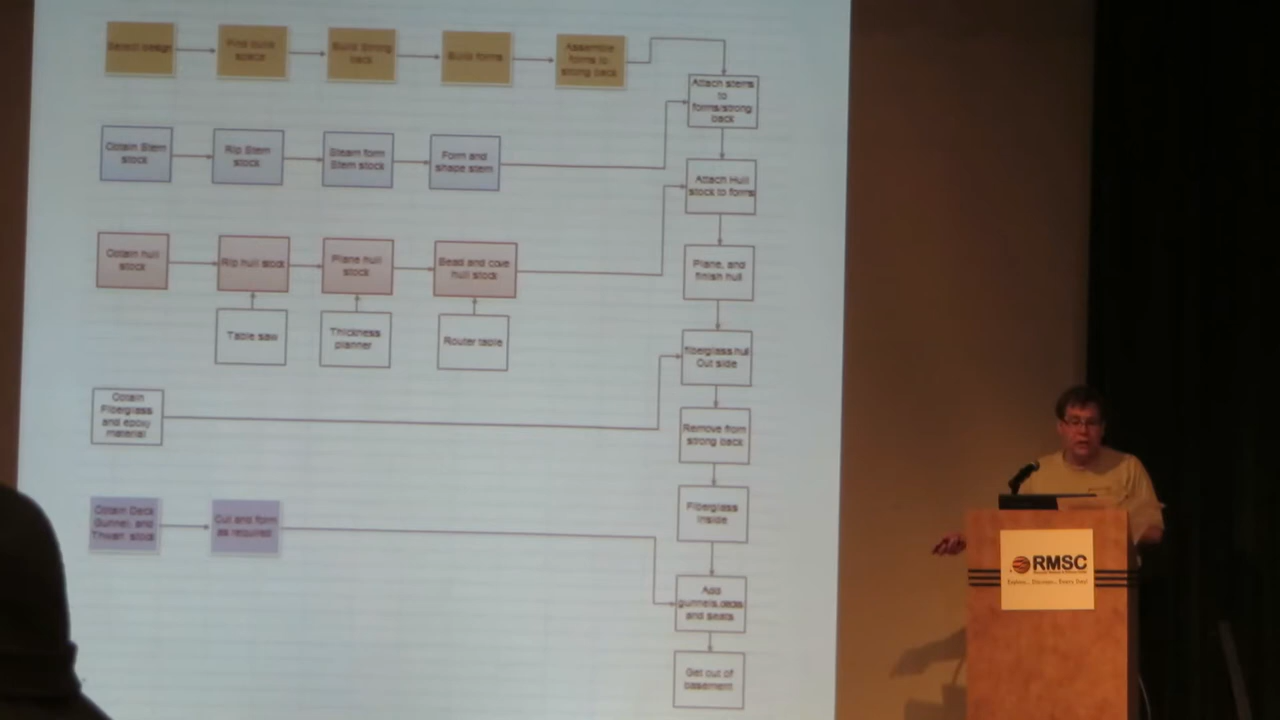 Select design
Build Strong
back
Build forms
Assemble
forms to
strong back
Attach stems
to
forms/strong
back
Obtain Stem
stock
Rip Stem
stock
Steam form
Stem stock
Form and
shape stem
Attach Hull
stock to forms
Obtain hull
stock
Rip hull stock
Plane hull
stock
Bead and cove
hull stock
Plane, and
finish hull
Table saw
Thickness
planner
Router table
fiberglass hull
Out side
Obtain
Fiberglass
and epoxy
material
Remove from
strong back
Obtain Deck
Gunnel, and
Thwart stock
Cut and form
as required
Fiberglass
inside
Add
gunnels, decks
and seats
Get out of
basement
RMSC